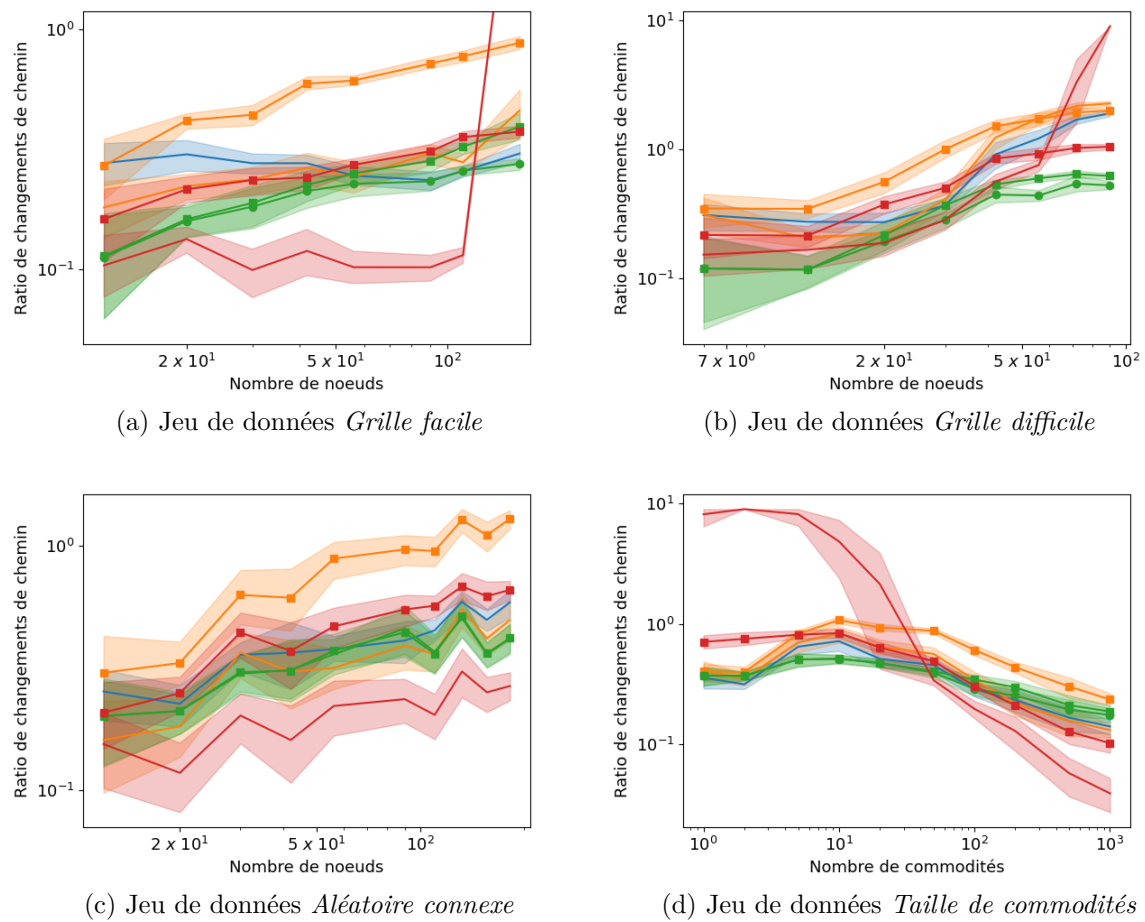 10⁰
10⁻¹
Ratio de changements de chemin
2 x 10¹
5 x 10¹
10²
Nombre de noeuds
(a) Jeu de données Grille facile
10¹
10⁰
10⁻¹
Ratio de changements de chemin
7 x 10⁰
2 x 10¹
5 x 10¹
10²
Nombre de noeuds
(b) Jeu de données Grille difficile
10⁰
10⁻¹
Ratio de changements de chemin
2 x 10¹
5 x 10¹
10²
Nombre de noeuds
(c) Jeu de données Aléatoire connexe
10¹
10⁰
10⁻¹
Ratio de changements de chemin
10⁰
10¹
10²
10³
Nombre de commodités
(d) Jeu de données Taille de commodités